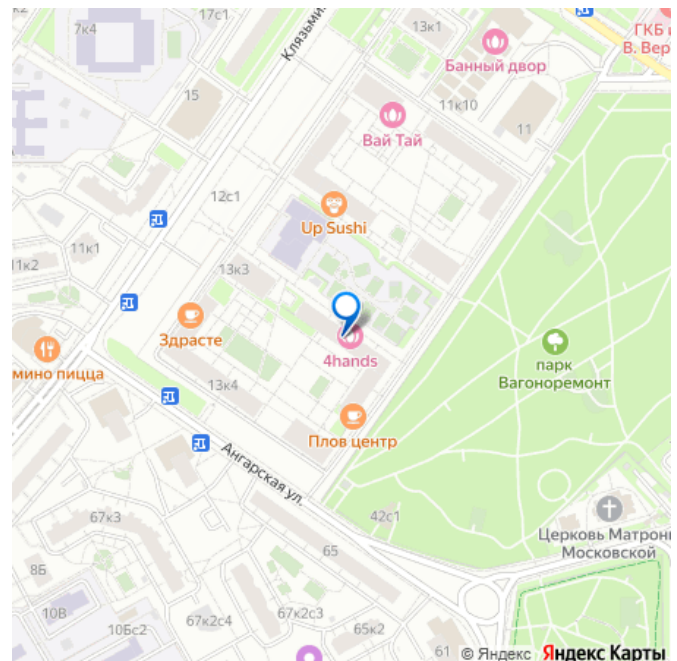 17с1
7к4
Клязьми
13к1
ГКБ и
В. Вер
Банный двор
15
11к10
11
Вай Тай
12с1
Up Sushi
11к1
11к2
13к3
Здрасте
4hands
мино пицца
парк
Вагоноремонт
13к4
Плов центр
Ангарская ул.
67к3
42с1
65
Церковь Матроны
Московской
8Б
10В
10Бс2
67к2с4
67к2с3
65к2
61
© Яндекс Яндекс Карты